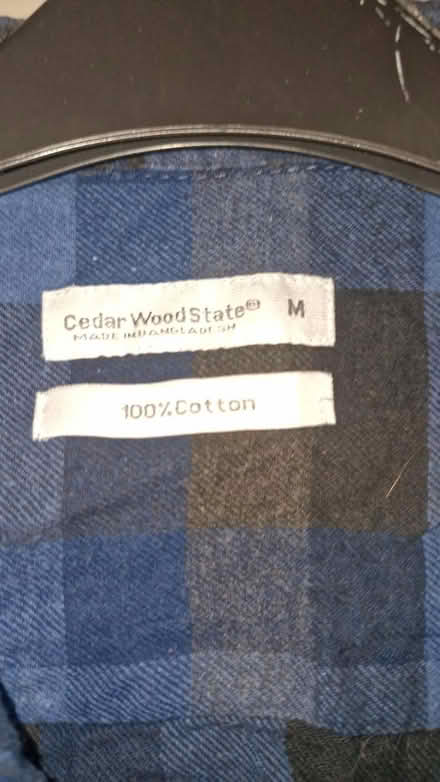 Cedar Wood State® M
MADE IN BANGLADESH
100% Cotton